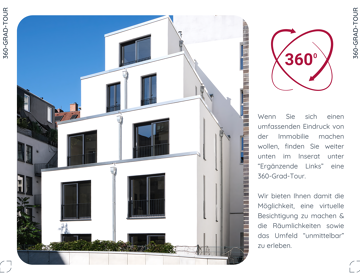 360-GRAD-TOUR
360°
Wenn Sie sich einen
umfassenden Eindruck von
der Immobilie machen
wollen, finden Sie weiter
unten im Inserat unter
"Ergänzende Links" eine
360-Grad-Tour.
Wir bieten Ihnen damit die
Möglichkeit, eine virtuelle
Besichtigung zu machen &
die Räumlichkeiten sowie
das Umfeld "unmittelbar"
zu erleben.
360-GRAD-TOUR